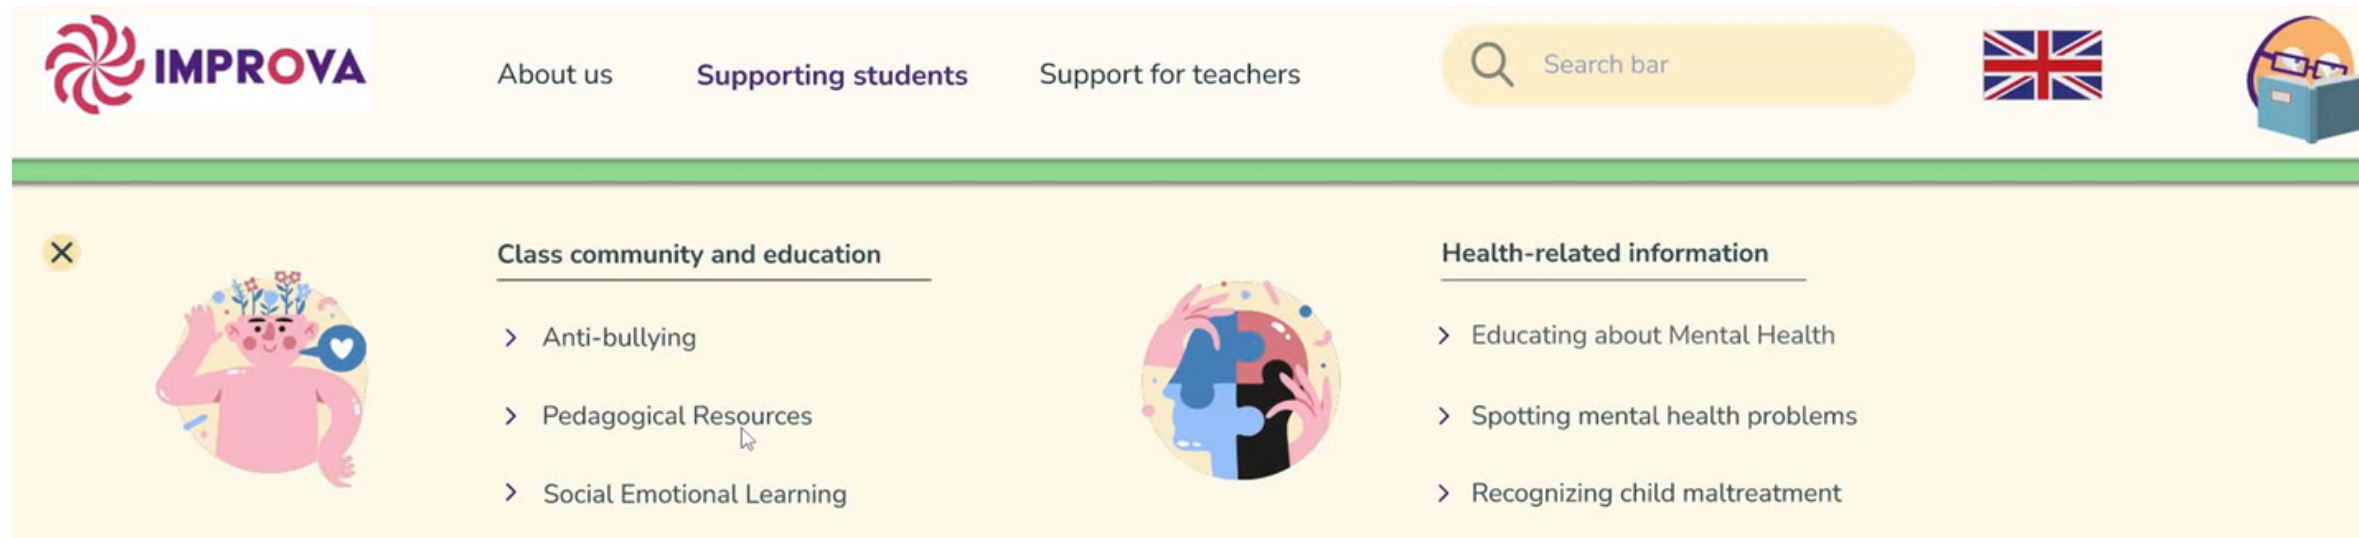 IMPROVA
About us
Supporting students
Support for teachers
Search bar
Class community and education
Anti-bullying
Pedagogical Resources
Social Emotional Learning
Health-related information
Educating about Mental Health
Spotting mental health problems
Recognizing child maltreatment